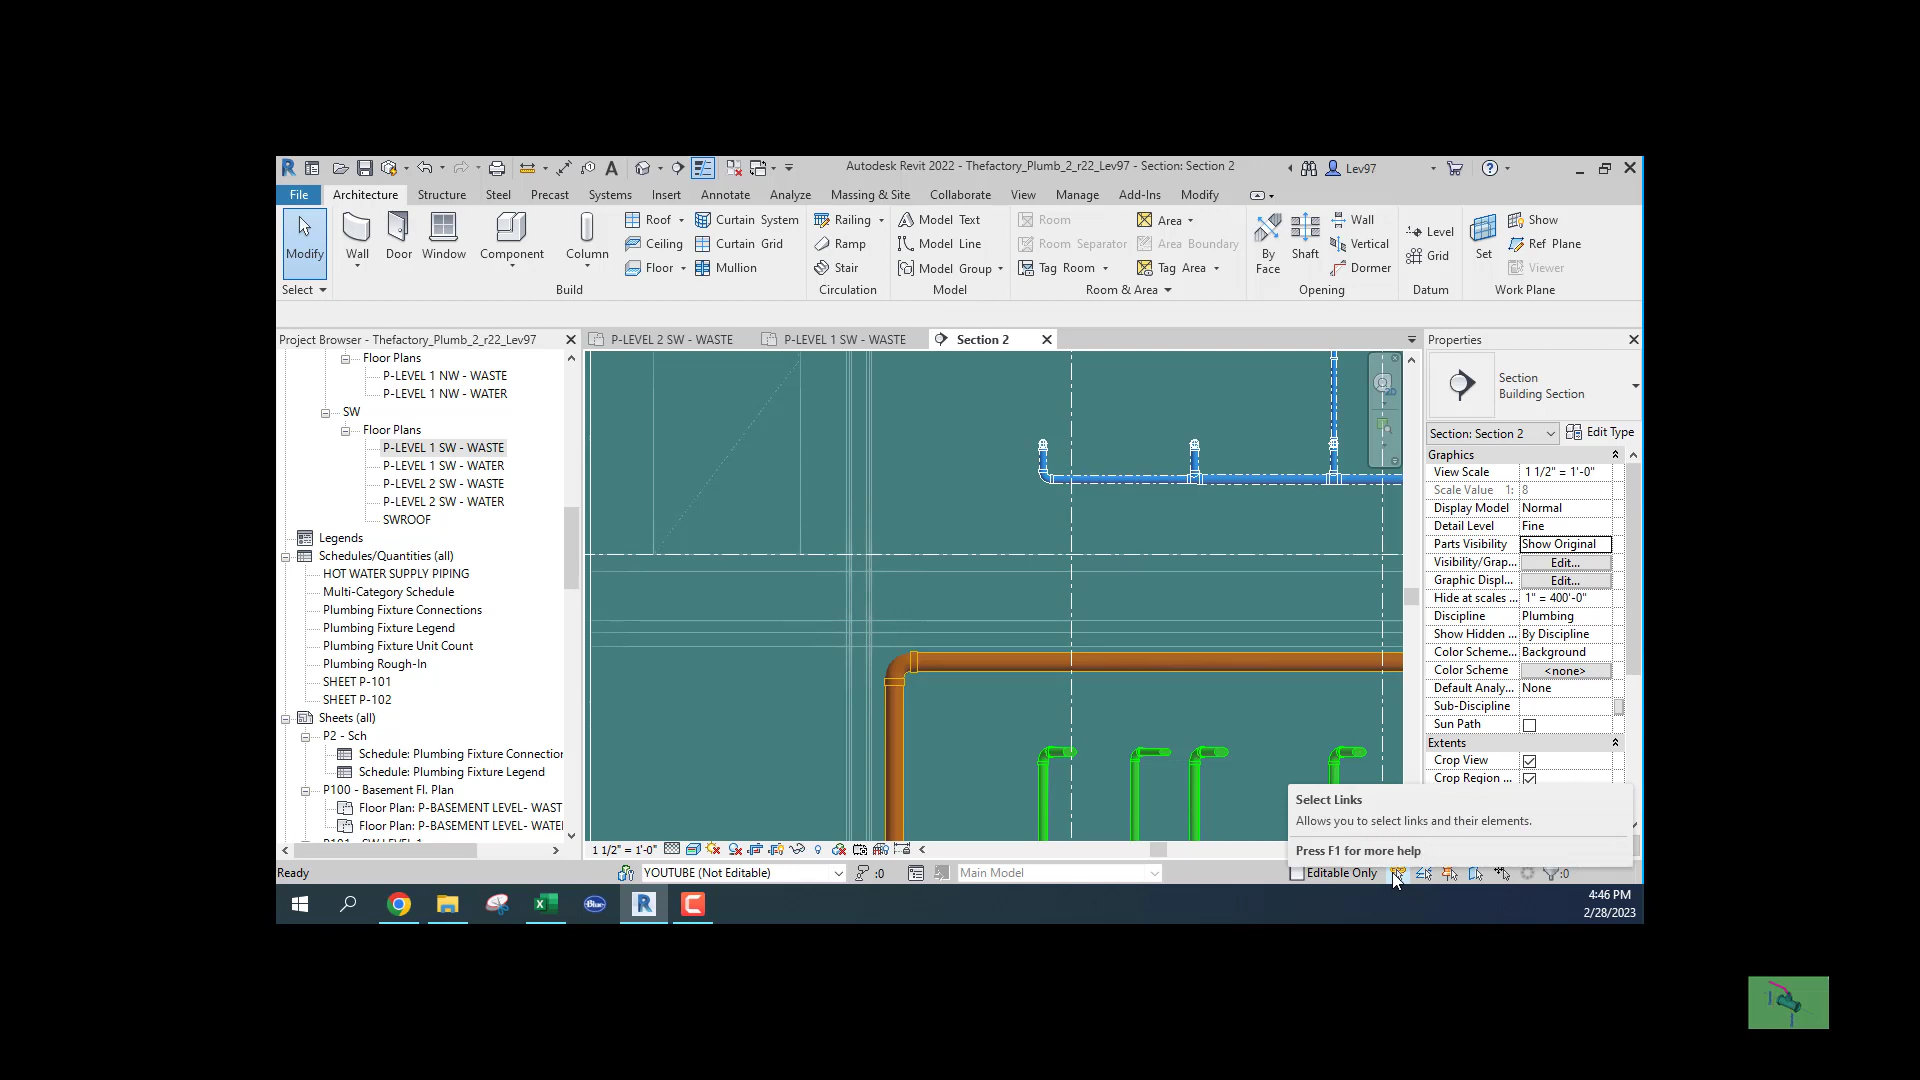 Autodesk Revit 2022 - Thefactory_Plumb_2_r22_Lev97 - Section: Section 2
Lev97
File Architecture Structure Steel Precast Systems Insert Annotate Analyze Massing & Site Collaborate View Manage Add-Ins Modify
Modify
Wall
Door
Window
Component
Column
Roof
Ceiling
Floor
Curtain System
Curtain Grid
Mullion
Railing
Ramp
Stair
Model Text
Model Line
Model Group
Room
Room Separator
Tag Room
Area
Area Boundary
Tag Area
By
Face
Shaft
Wall
Vertical
Dormer
Level
Grid
Set
Show
Ref Plane
Viewer
Select Build Circulation Model Room & Area Opening Datum Work Plane
Project Browser - Thefactory_Plumb_2_r22_Lev97
Floor Plans
P-LEVEL 1 NW - WASTE
P-LEVEL 1 NW - WATER
SW
Floor Plans
P-LEVEL 1 SW - WASTE
P-LEVEL 1 SW - WATER
P-LEVEL 2 SW - WASTE
P-LEVEL 2 SW - WATER
SWROOF
Legends
Schedules/Quantities (all)
HOT WATER SUPPLY PIPING
Multi-Category Schedule
Plumbing Fixture Connections
Plumbing Fixture Legend
Plumbing Fixture Unit Count
Plumbing Rough-In
SHEET P-101
SHEET P-102
Sheets (all)
P2 - Sch
Schedule: Plumbing Fixture Connection
Schedule: Plumbing Fixture Legend
P100 - Basement Fl. Plan
Floor Plan: P-BASEMENT LEVEL- WAST
Floor Plan: P-BASEMENT LEVEL- WATE
P-LEVEL 2 SW - WASTE
P-LEVEL 1 SW - WASTE
Section 2
Properties
Section
Building Section
Section: Section 2
Edit Type
Graphics
View Scale 1 1/2" = 1'-0"
Scale Value 1: 8
Display Model Normal
Detail Level Fine
Parts Visibility Show Original
Visibility/Grap... Edit...
Graphic Displ... Edit...
Hide at scales ... 1" = 400'-0"
Discipline Plumbing
Show Hidden ... By Discipline
Color Scheme... Background
Color Scheme <none>
Default Analy... None
Sub-Discipline
Sun Path
Extents
Crop View
Crop Region ...
Select Links
Allows you to select links and their elements.
Press F1 for more help
1 1/2" = 1'-0"
Ready
YOUTUBE (Not Editable)
:0
Main Model
Editable Only
:0
4:46 PM
2/28/2023